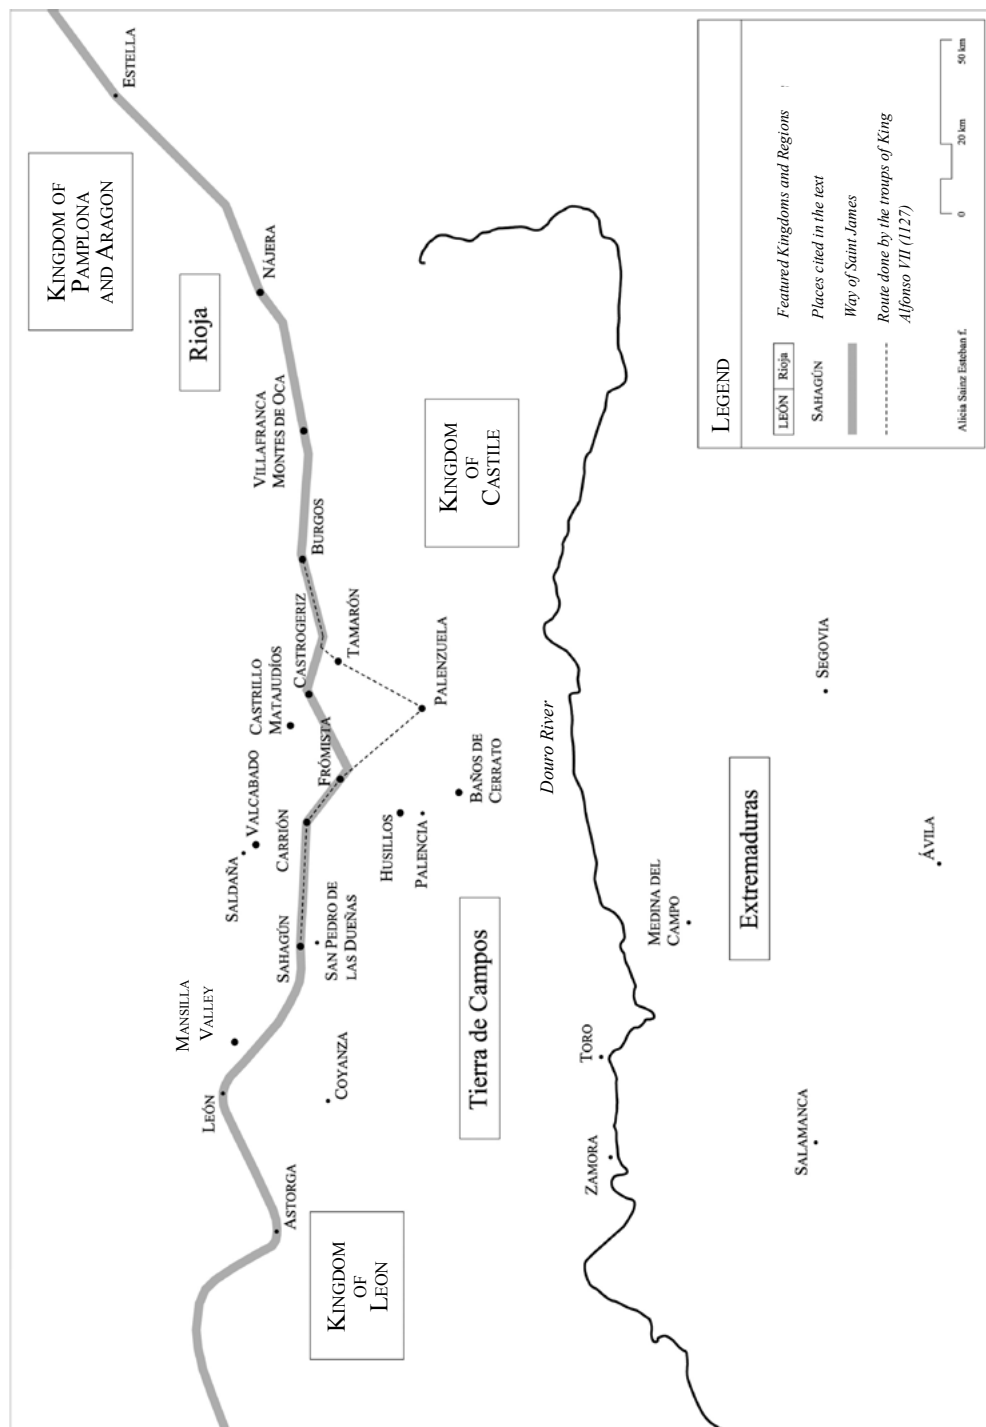 ESTELLA
KINGDOM OF
PAMPLONA
AND ARAGON
NÁJERA
Rioja
VILLAFRANCA
MONTES DE OCA
BURGOS
KINGDOM
OF
CASTILE
CASTROGERIZ
TAMARÓN
CASTRILLO
MATAJUDÍOS
PALENZUELA
FRÓMISTA
VALCABADO
SALDAÑA
CARRIÓN
HUSILLOS
PALENCIA
BAÑOS DE
CERRATO
SAHAGÚN
SAN PEDRO DE
LAS DUEÑAS
MANSILLA
VALLEY
LEÓN
COYANZA
Tierra de Campos
ASTORGA
KINGDOM
OF
LEON
Douro River
SEGOVIA
ÁVILA
Extremaduras
MEDINA DEL
CAMPO
TORO
ZAMORA
SALAMANCA
LEGEND
LEÓN Rioja Featured Kingdoms and Regions
SAHAGÚN Places cited in the text
Way of Saint James
Route done by the troups of King
Alfonso VII (1127)
Alicia Sainz Esteban f.
0 20 km 50 km